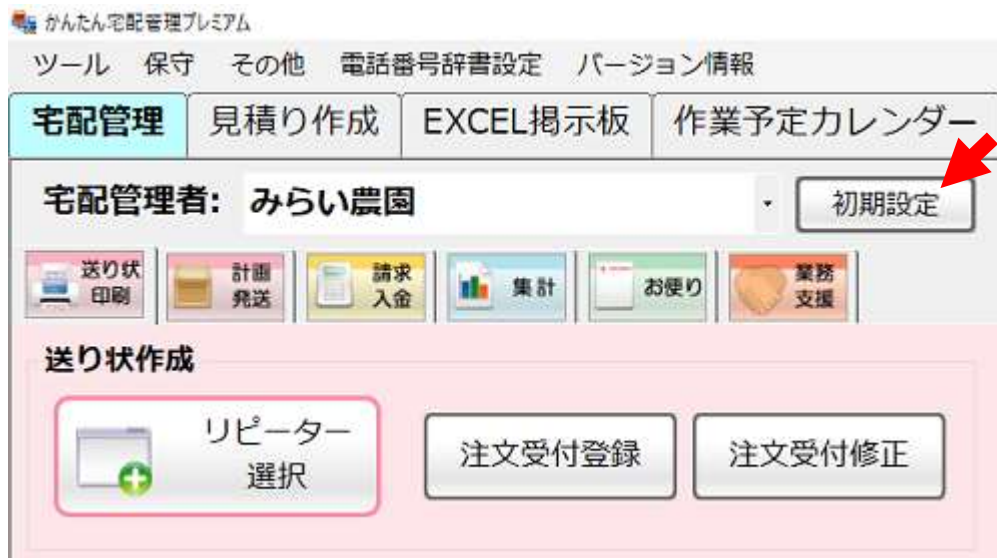 かんたん宅配管理プレミアム
ツール 保守 その他 電話番号辞書設定 バージョン情報
宅配管理 見積り作成 EXCEL掲示板 作業予定カレンダー
宅配管理者: みらい農園 初期設定
送り状印刷 計画発送 請求入金 集計 お便り 業務支援
送り状作成
リピーター選択 注文受付登録 注文受付修正